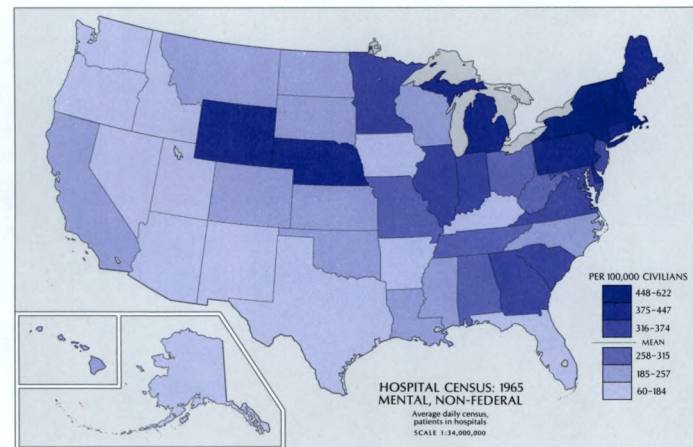 PER 100,000 CIVILIANS
448–622
375–447
316–374
MEAN
258–315
185–257
60–184
HOSPITAL CENSUS: 1965
MENTAL, NON-FEDERAL
Average daily census,
patients in hospitals
SCALE 1:34,000,000